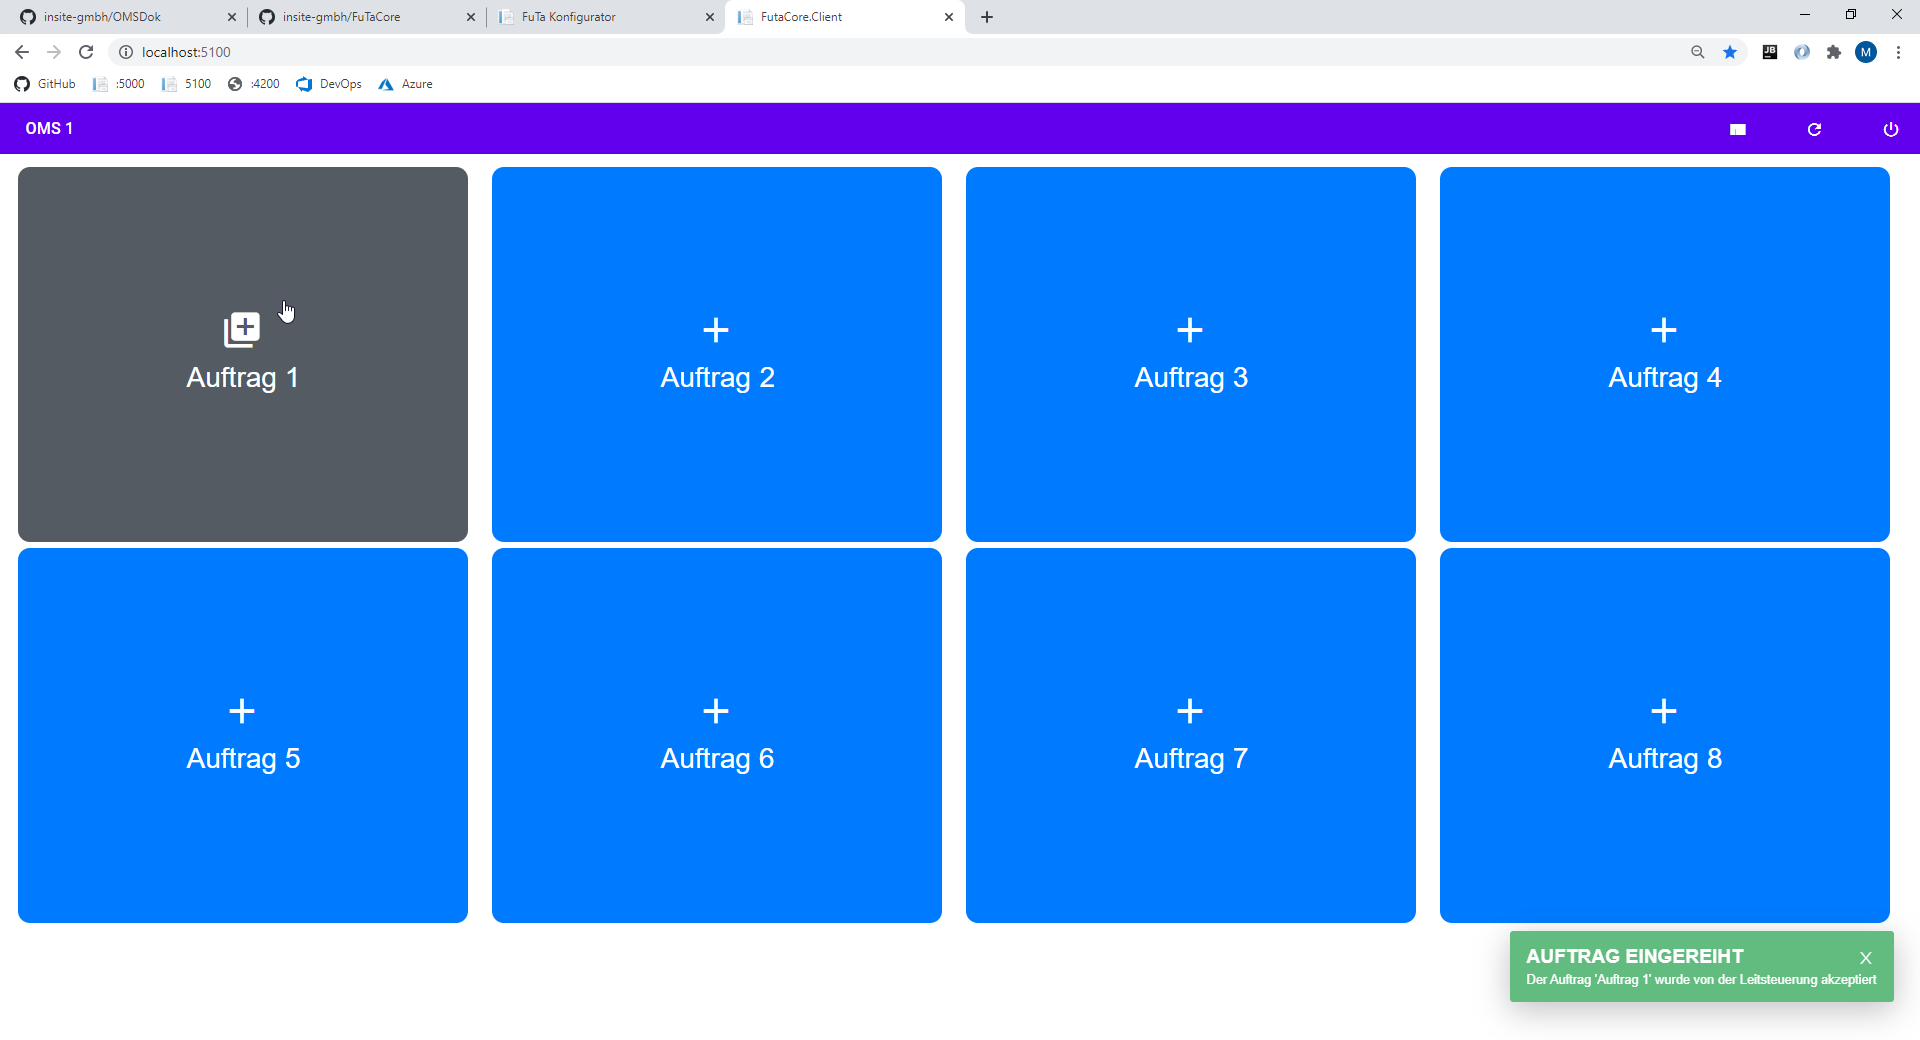 insite-gmbh/OMSDok
insite-gmbh/FuTaCore
FuTa Konfigurator
FutaCore.Client
localhost:5100
JB
M
GitHub
:5000
5100
:4200
DevOps
Azure
OMS 1
Auftrag 1
Auftrag 2
Auftrag 3
Auftrag 4
Auftrag 5
Auftrag 6
Auftrag 7
Auftrag 8
AUFTRAG EINGEREIHT
X
Der Auftrag 'Auftrag 1' wurde von der Leitsteuerung akzeptiert